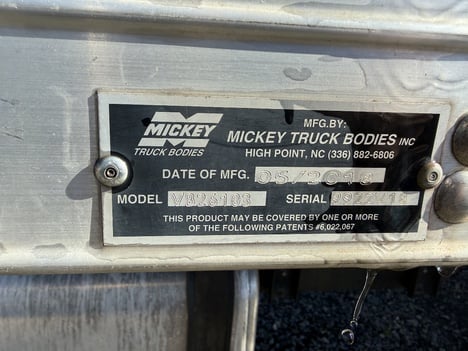 MICKEY
TRUCK BODIES
MFG.BY:
MICKEY TRUCK BODIES INC
HIGH POINT, NC (336) 882-6806
DATE OF MFG.
MODEL SERIAL
THIS PRODUCT MAY BE COVERED BY ONE OR MORE
OF THE FOLLOWING PATENTS #6,022,067